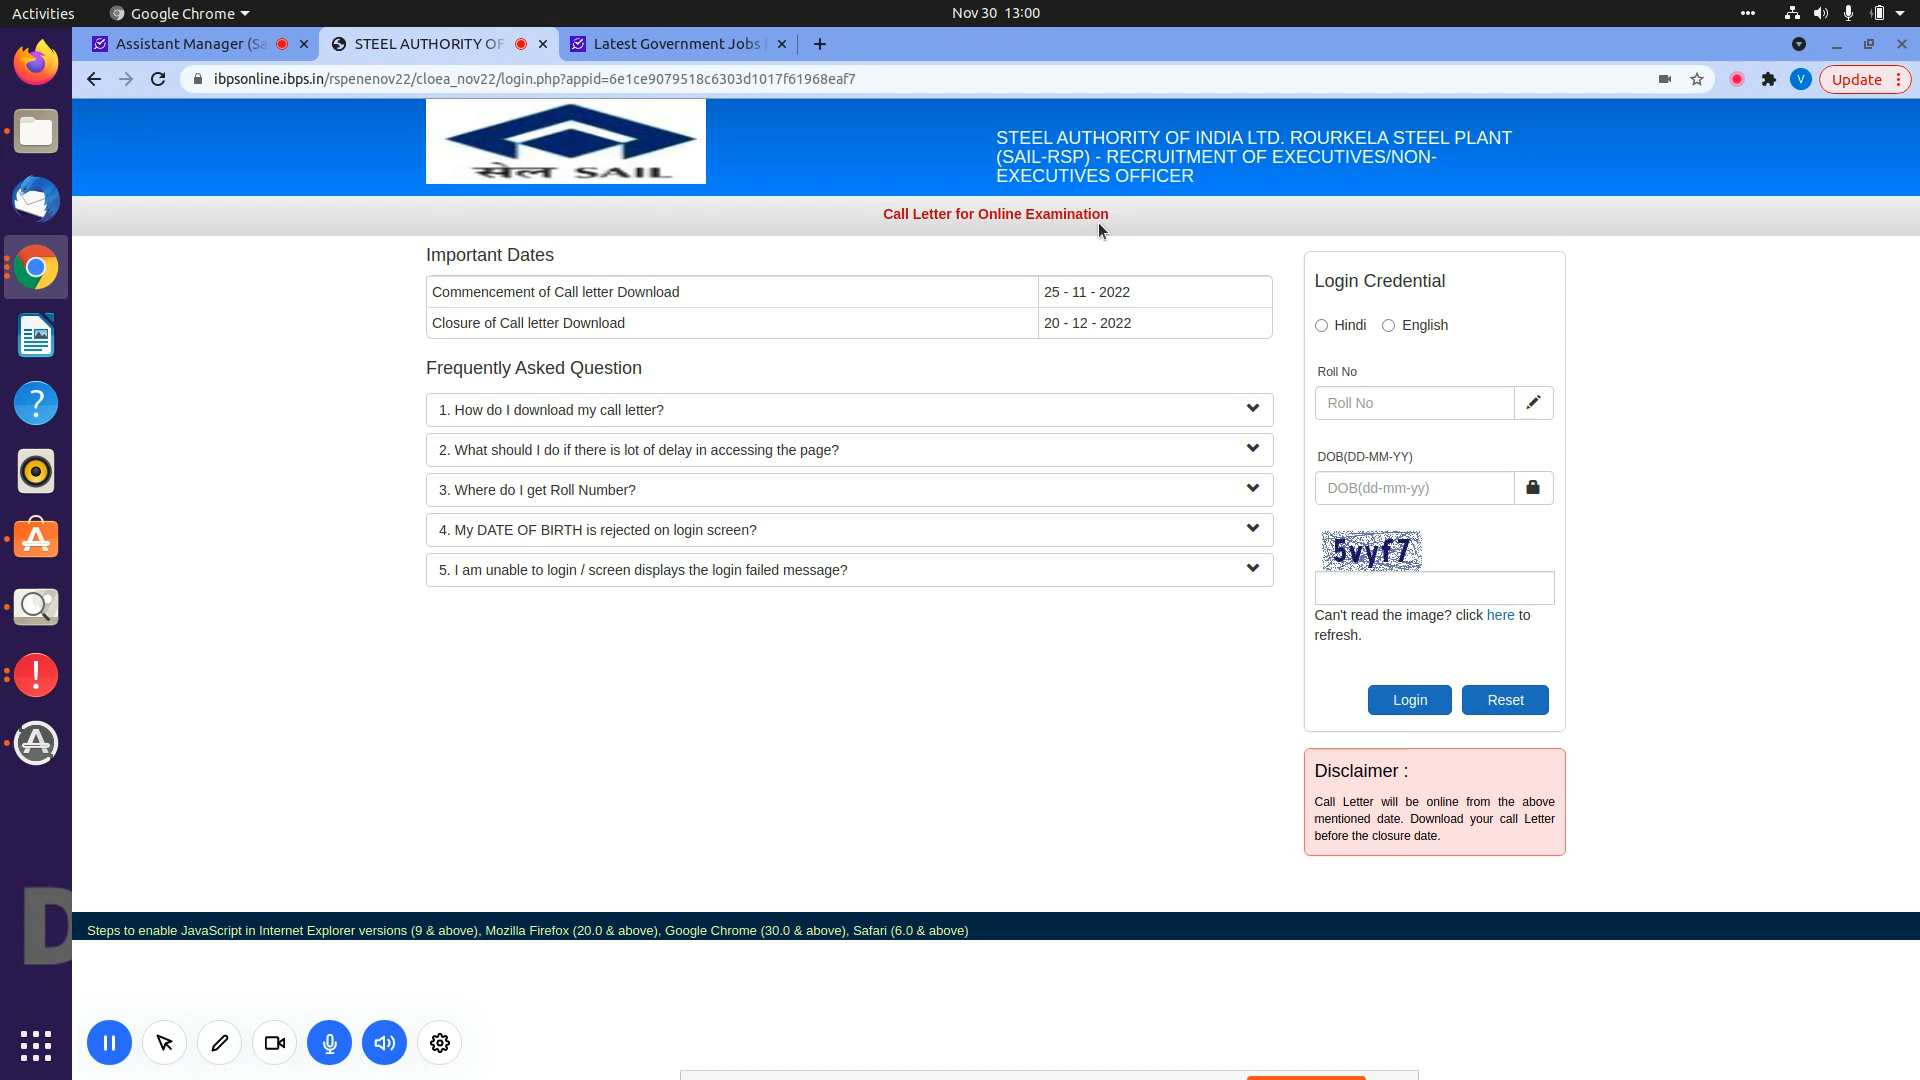 Activities
Google Chrome
Nov 30 13:00
Assistant Manager (Sa
STEEL AUTHORITY OF
Latest Government Jobs
ibpsonline.ibps.in/rspenenov22/cloea_nov22/login.php?appid=6e1ce9079518c6303d1017f61968eaf7
V
Update
सेल SAIL
STEEL AUTHORITY OF INDIA LTD. ROURKELA STEEL PLANT
(SAIL-RSP) - RECRUITMENT OF EXECUTIVES/NON-
EXECUTIVES OFFICER
Call Letter for Online Examination
Important Dates
Commencement of Call letter Download 25 - 11 - 2022
Closure of Call letter Download 20 - 12 - 2022
Frequently Asked Question
1. How do I download my call letter?
2. What should I do if there is lot of delay in accessing the page?
3. Where do I get Roll Number?
4. My DATE OF BIRTH is rejected on login screen?
5. I am unable to login / screen displays the login failed message?
Login Credential
Hindi English
Roll No
Roll No
DOB(DD-MM-YY)
DOB(dd-mm-yy)
5vyf7
Can't read the image? click here to
refresh.
Login Reset
Disclaimer :
Call Letter will be online from the above
mentioned date. Download your call Letter
before the closure date.
D
Steps to enable JavaScript in Internet Explorer versions (9 & above), Mozilla Firefox (20.0 & above), Google Chrome (30.0 & above), Safari (6.0 & above)